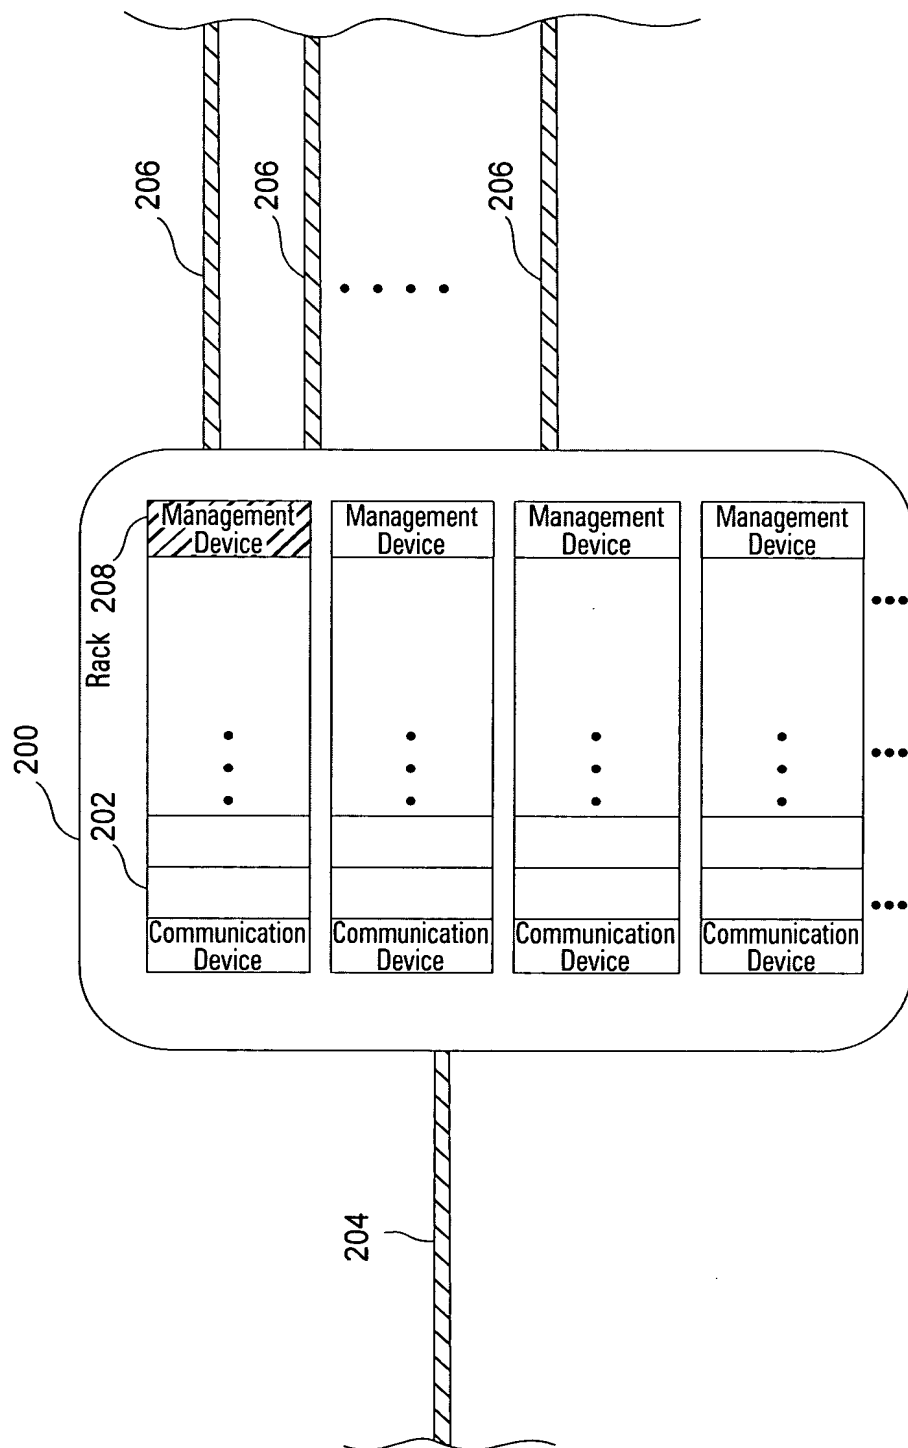 206
206
206
Rack
208
200
202
Management
Device
Management
Device
Management
Device
Management
Device
Communication
Device
Communication
Device
Communication
Device
Communication
Device
204